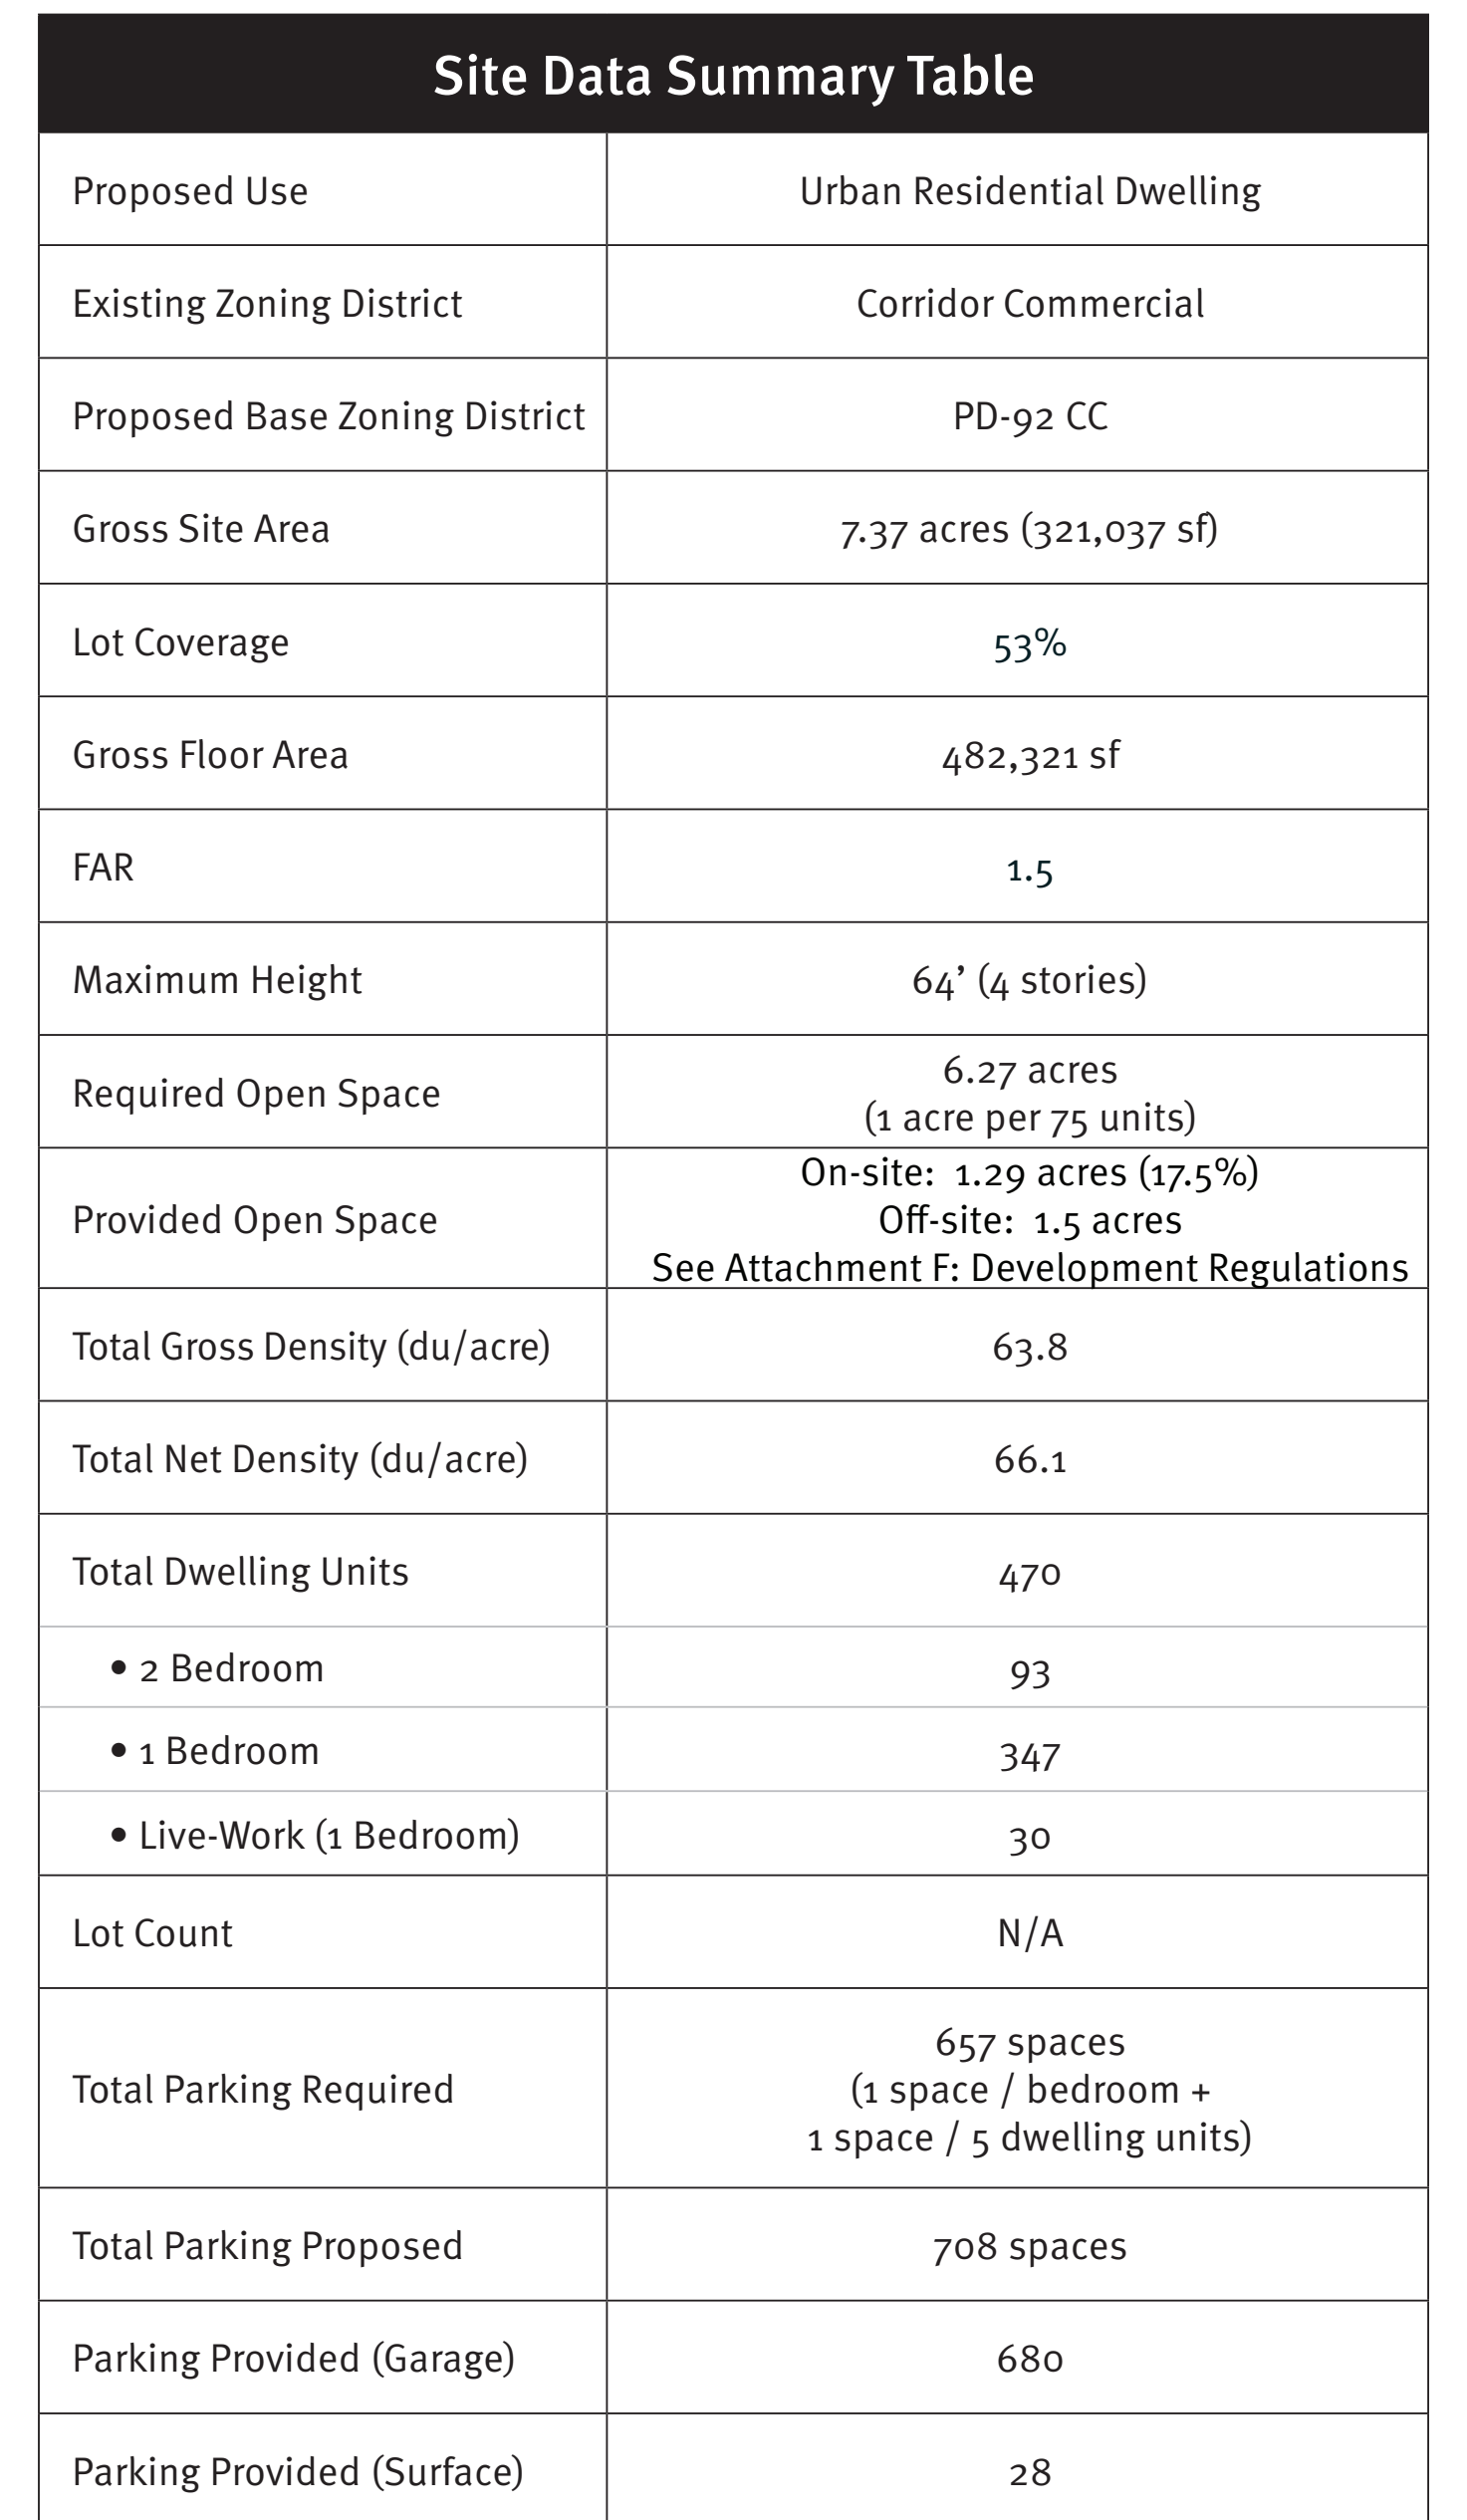 Site Data Summary Table
Proposed Use
Urban Residential Dwelling
Existing Zoning District
Corridor Commercial
Proposed Base Zoning District
PD-92 CC
Gross Site Area
7.37 acres (321,037 sf)
Lot Coverage
53%
Gross Floor Area
482,321 sf
FAR
1.5
Maximum Height
64’ (4 stories)
Required Open Space
6.27 acres
(1 acre per 75 units)
Provided Open Space
On-site: 1.29 acres (17.5%)
Off-site: 1.5 acres
See Attachment F: Development Regulations
Total Gross Density (du/acre)
63.8
Total Net Density (du/acre)
66.1
Total Dwelling Units
470
• 2 Bedroom
93
• 1 Bedroom
347
• Live-Work (1 Bedroom)
30
Lot Count
N/A
Total Parking Required
657 spaces
(1 space / bedroom +
1 space / 5 dwelling units)
Total Parking Proposed
708 spaces
Parking Provided (Garage)
680
Parking Provided (Surface)
28